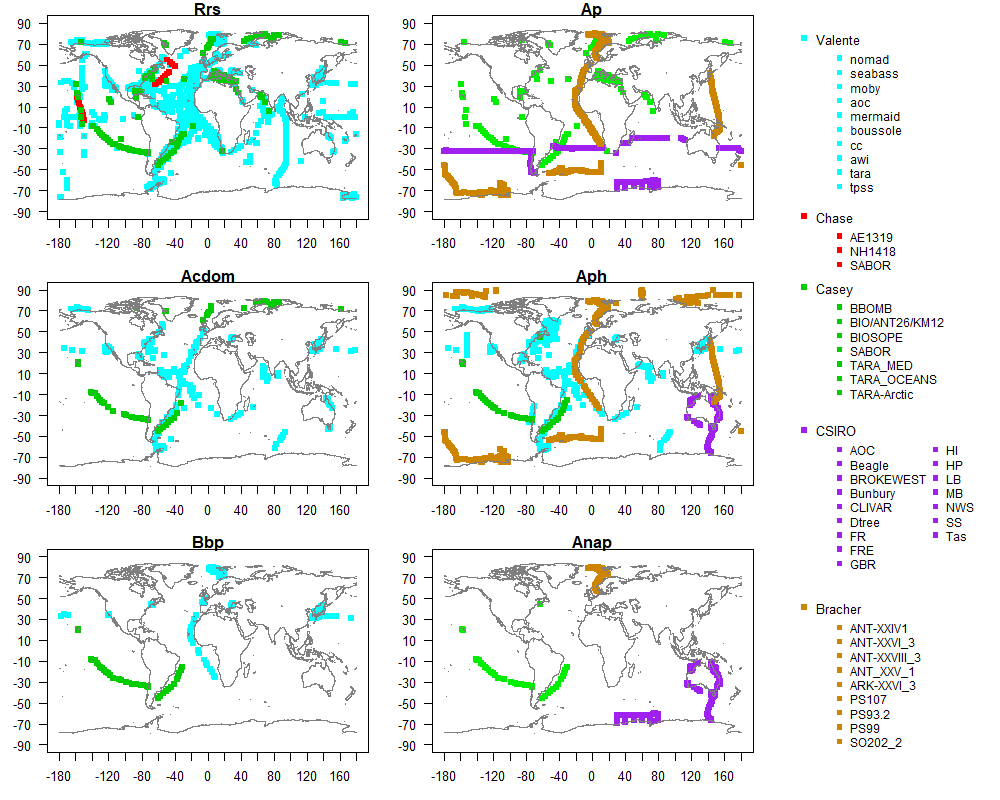 Rrs
90
70
50
30
10
-10
-30
-50
-70
-90
-180 -120 -80 -40 0 40 80 120 160
Ap
90
70
50
30
10
-10
-30
-50
-70
-90
-180 -120 -80 -40 0 40 80 120 160
Acdom
90
70
50
30
10
-10
-30
-50
-70
-90
-180 -120 -80 -40 0 40 80 120 160
Aph
90
70
50
30
10
-10
-30
-50
-70
-90
-180 -120 -80 -40 0 40 80 120 160
Bbp
90
70
50
30
10
-10
-30
-50
-70
-90
-180 -120 -80 -40 0 40 80 120 160
Anap
90
70
50
30
10
-10
-30
-50
-70
-90
-180 -120 -80 -40 0 40 80 120 160
Valente
nomad
seabass
moby
aoc
mermaid
boussole
cc
awi
tara
tpss
Chase
AE1319
NH1418
SABOR
Casey
BBOMB
BIO/ANT26/KM12
BIOSOPE
SABOR
TARA_MED
TARA_OCEANS
TARA-Arctic
CSIRO
AOC HI
Beagle HP
BROKEWEST LB
Bunbury MB
CLIVAR NWS
Dtree SS
FR Tas
FRE
GBR
Bracher
ANT-XXIV1
ANT-XXVI_3
ANT-XXVIII_3
ANT_XXV_1
ARK-XXVI_3
PS107
PS93.2
PS99
SO202_2